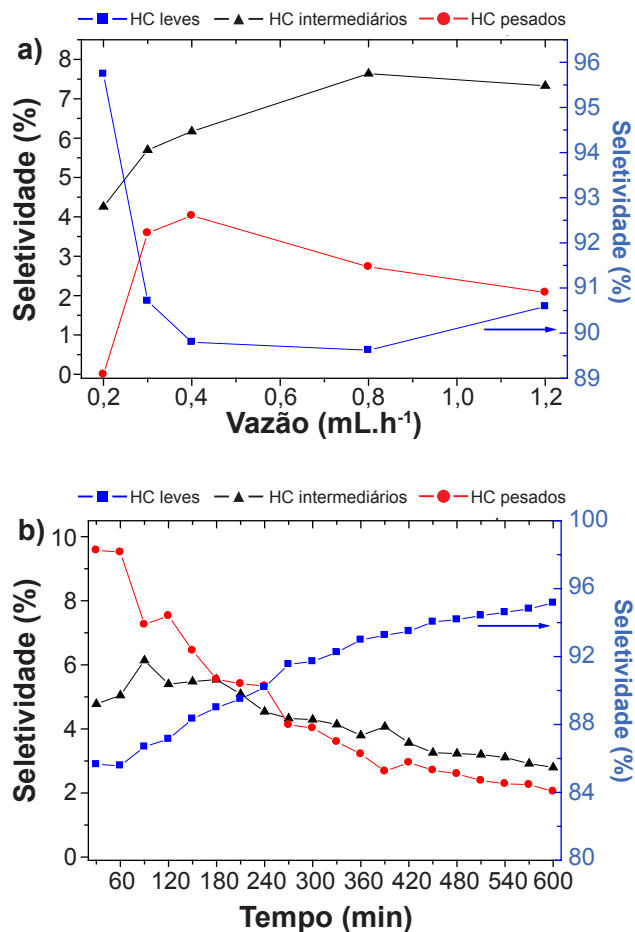 HC leves HC intermediários HC pesados
a)
8
7
6
5
4
3
2
1
0
Seletividade (%)
96
95
94
93
92
91
90
89
Seletividade (%)
0,2 0,4 0,6 0,8 1,0 1,2
Vazão (mL.h-1)
HC leves HC intermediários HC pesados
b)
10
8
6
4
2
0
Seletividade (%)
100
96
92
88
84
80
Seletividade (%)
60 120 180 240 300 360 420 480 540 600
Tempo (min)